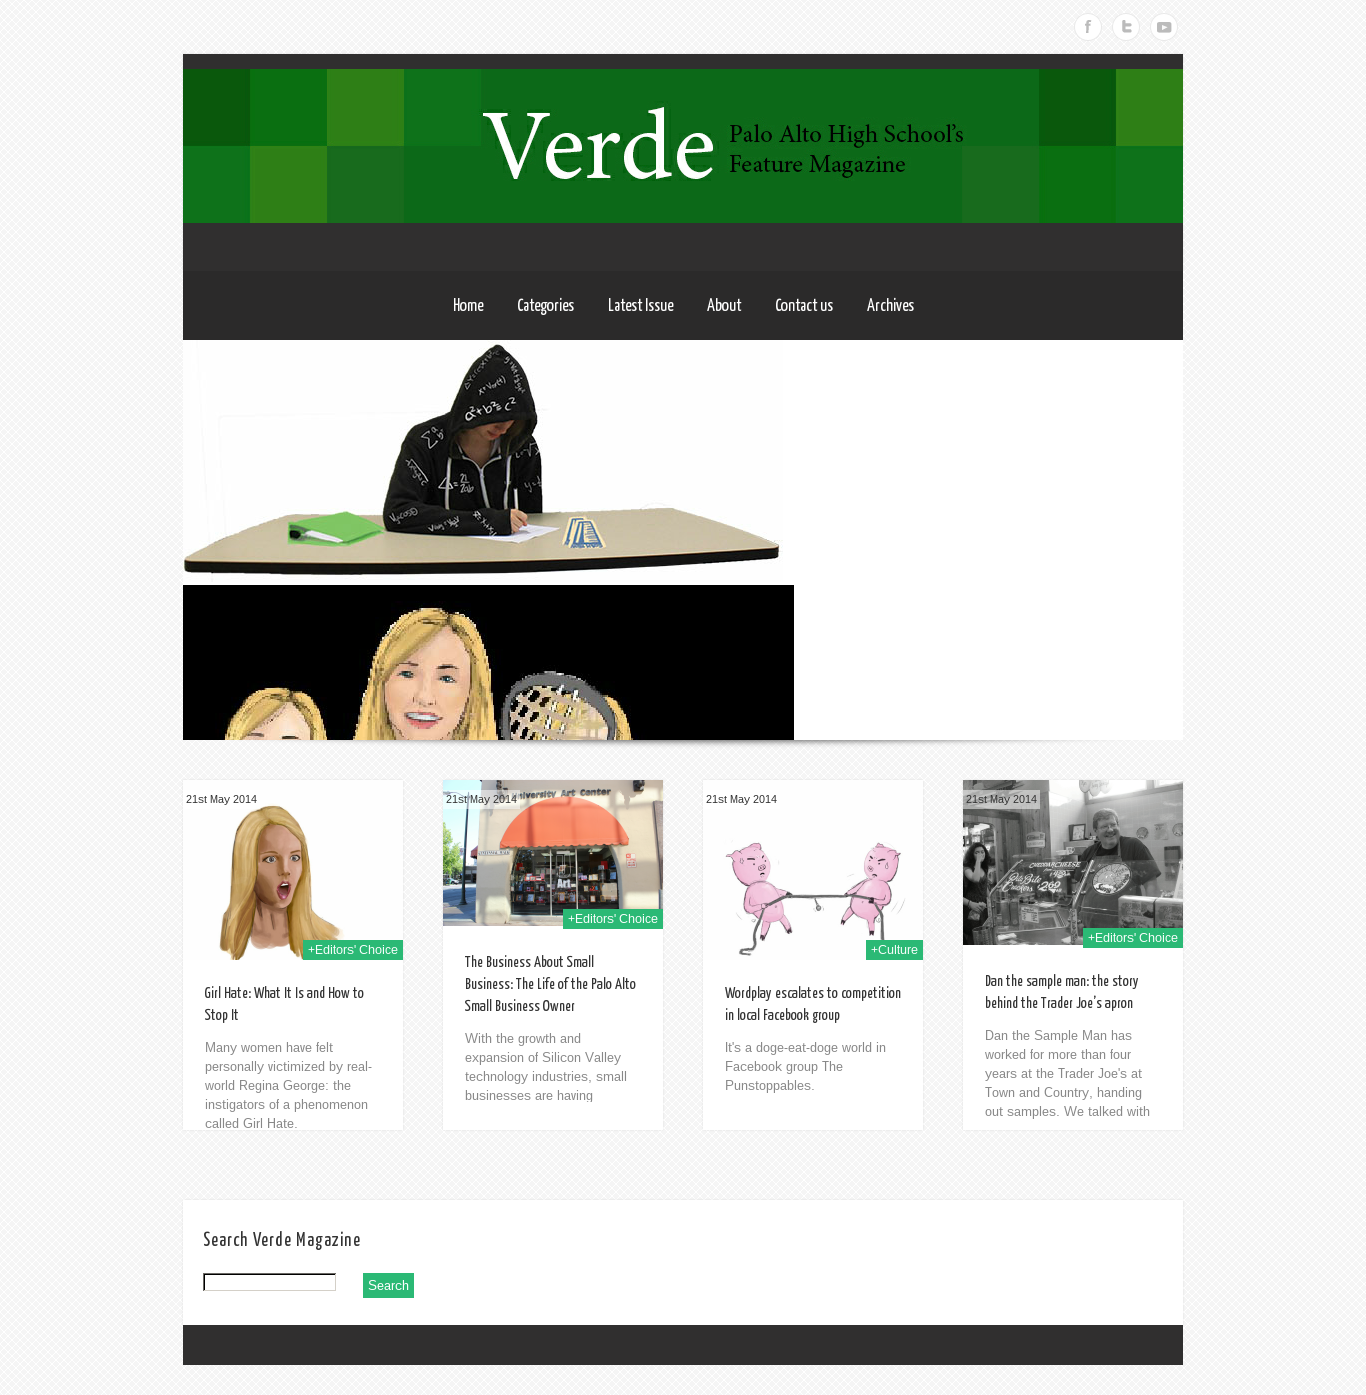 Verde
Palo Alto High School's
Feature Magazine
Home Categories Latest Issue About Contact us Archives
a²+b²=c²
21st May 2014
+Editors' Choice
Girl Hate: What It Is and How to
Stop It
Many women have felt
personally victimized by real-
world Regina George: the
instigators of a phenomenon
called Girl Hate.
University Art Center
21st May 2014
+Editors' Choice
The Business About Small
Business: The Life of the Palo Alto
Small Business Owner
With the growth and
expansion of Silicon Valley
technology industries, small
businesses are having
21st May 2014
+Culture
Wordplay escalates to competition
in local Facebook group
It's a doge-eat-doge world in
Facebook group The
Punstoppables.
21st May 2014
+Editors' Choice
Dan the sample man: the story
behind the Trader Joe's apron
Dan the Sample Man has
worked for more than four
years at the Trader Joe's at
Town and Country, handing
out samples. We talked with
Search Verde Magazine
Search